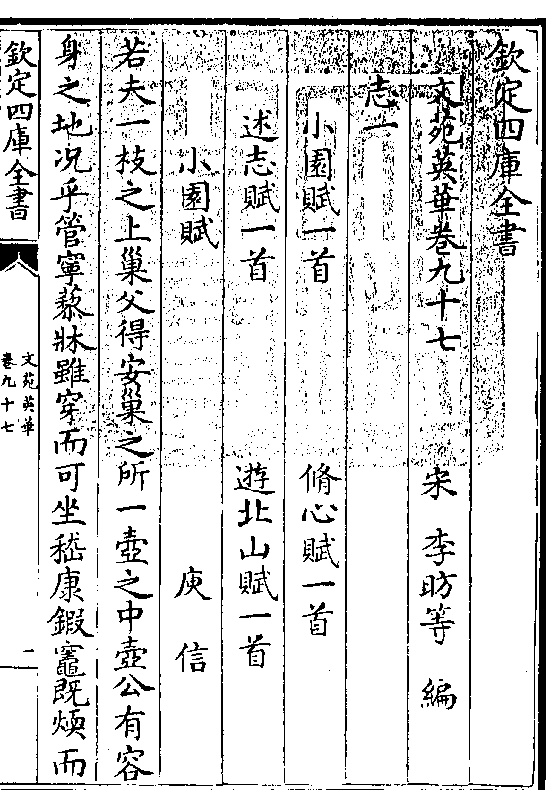 欽定四庫全書
文苑英華卷九十七
宋 李昉等 編
志一
小園賦一首 脩心賦一首
述志賦一首 遊北山賦一首
小園賦 庾信
若夫一枝之上巢父得安巢之所一壺之中壺公有容
身之地况乎管寧藜牀雖穿而可坐嵇康鍜竈既煗而
欽定四庫全書
文苑英華
卷九十七
一